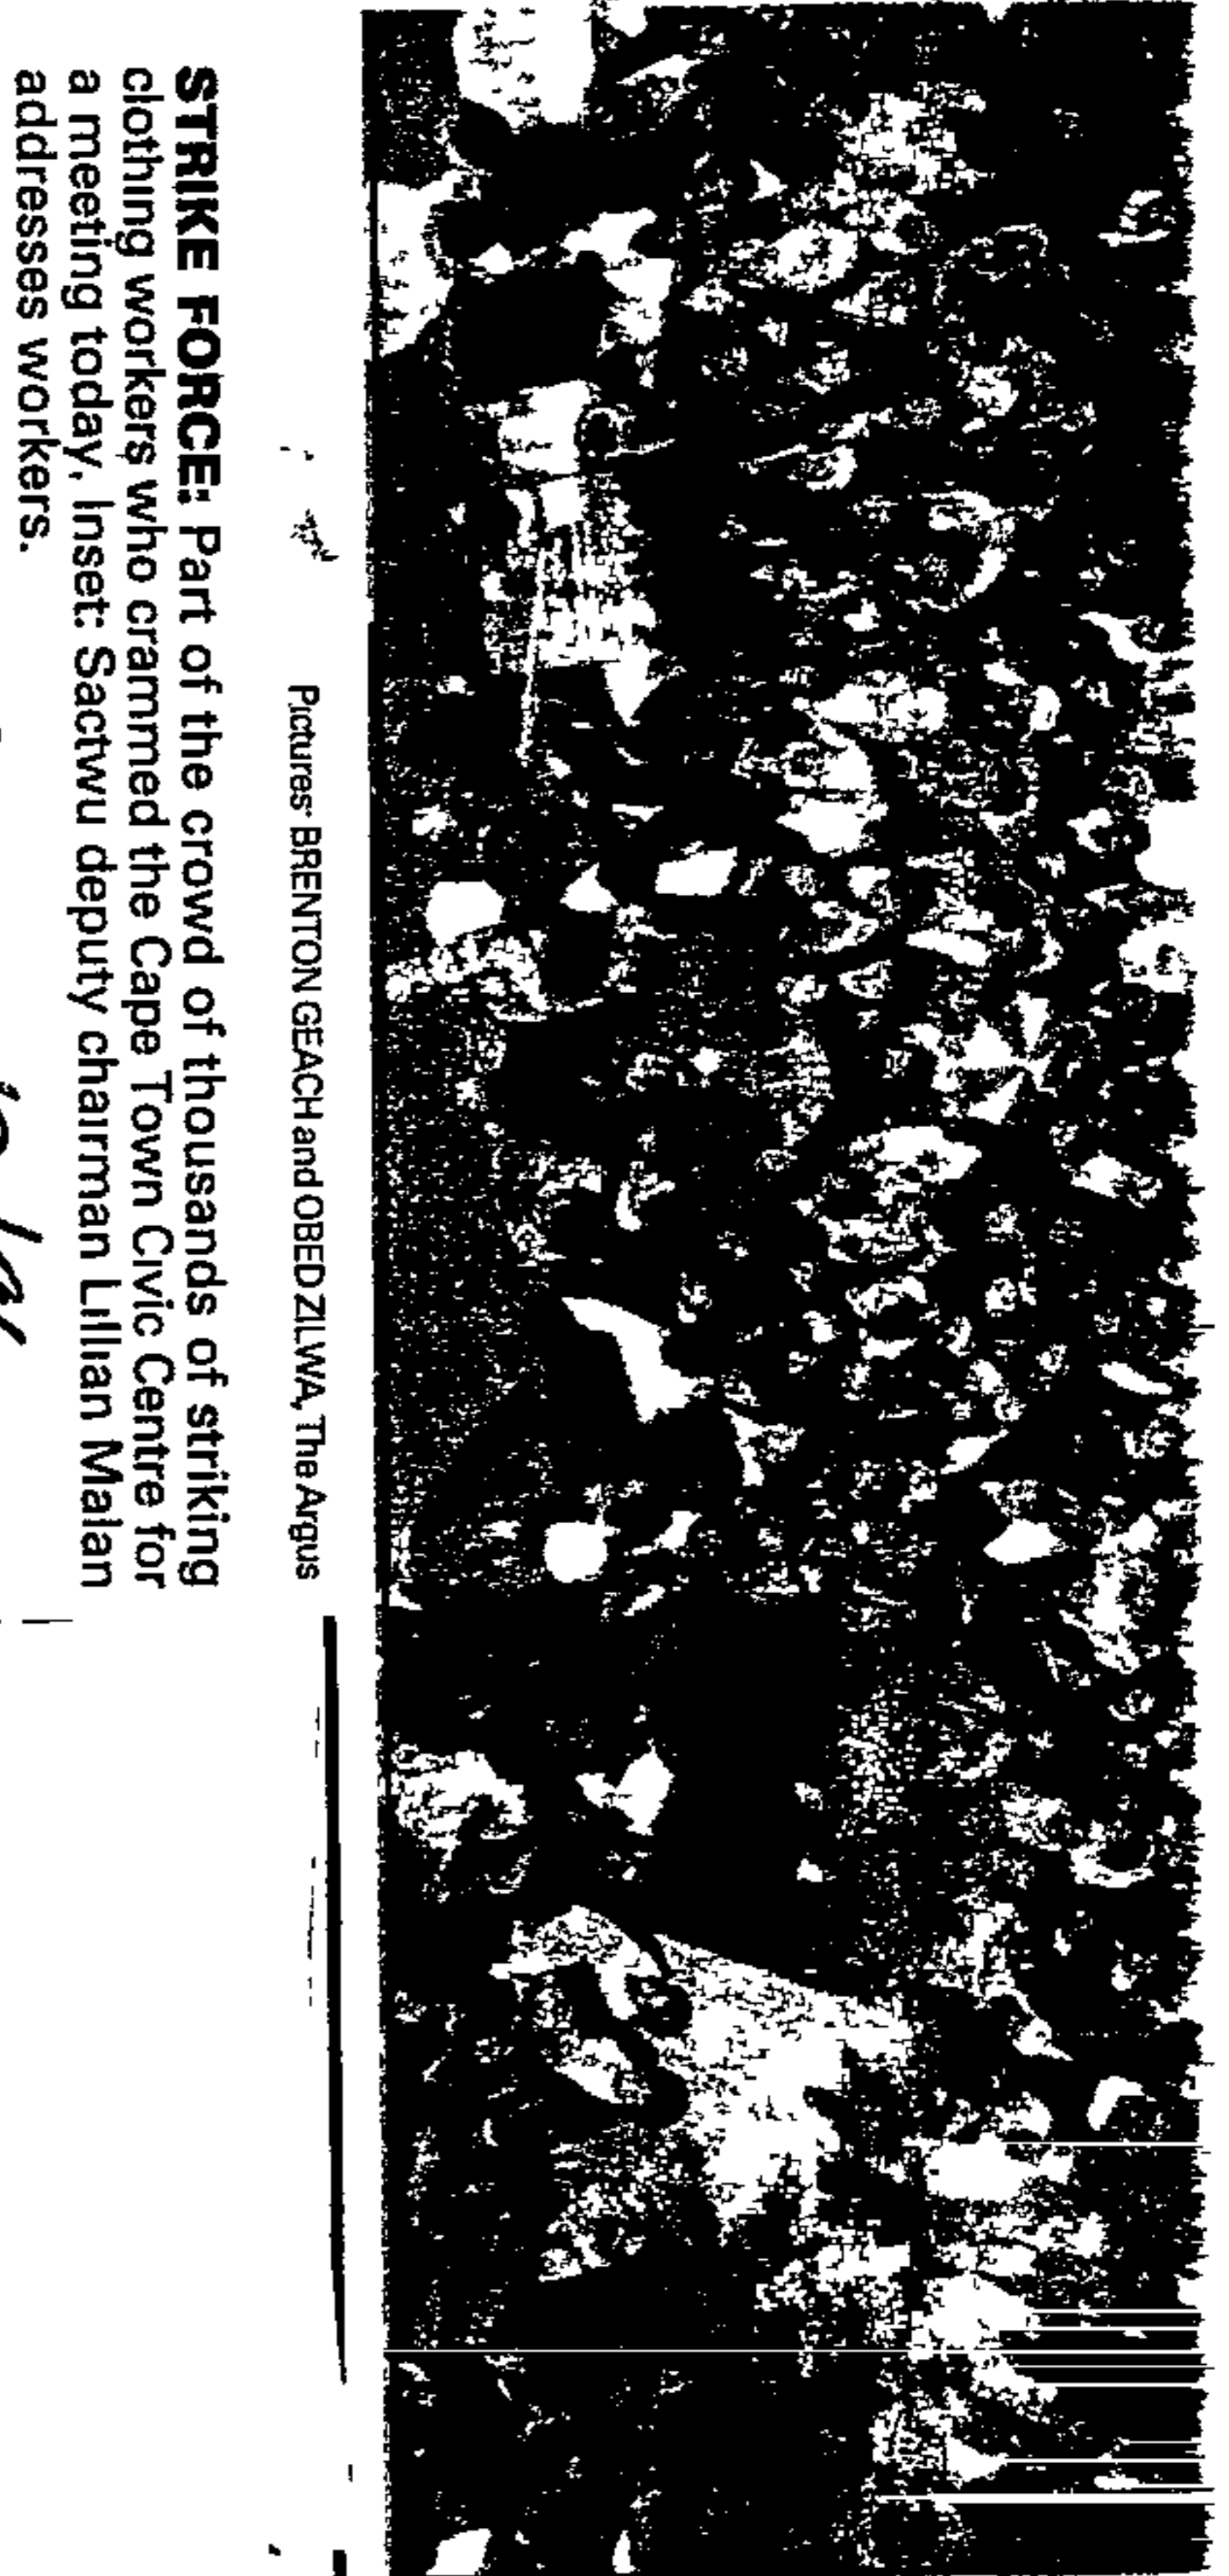 Pictures: BRENTON GEACH and OBED ZILWA, The Argus
STRIKE FORCE: Part of the crowd of thousands of striking
clothing workers who crammed the Cape Town Civic Centre for
a meeting today. Inset: Sactwu deputy chairman Lillian Malan
addresses workers.